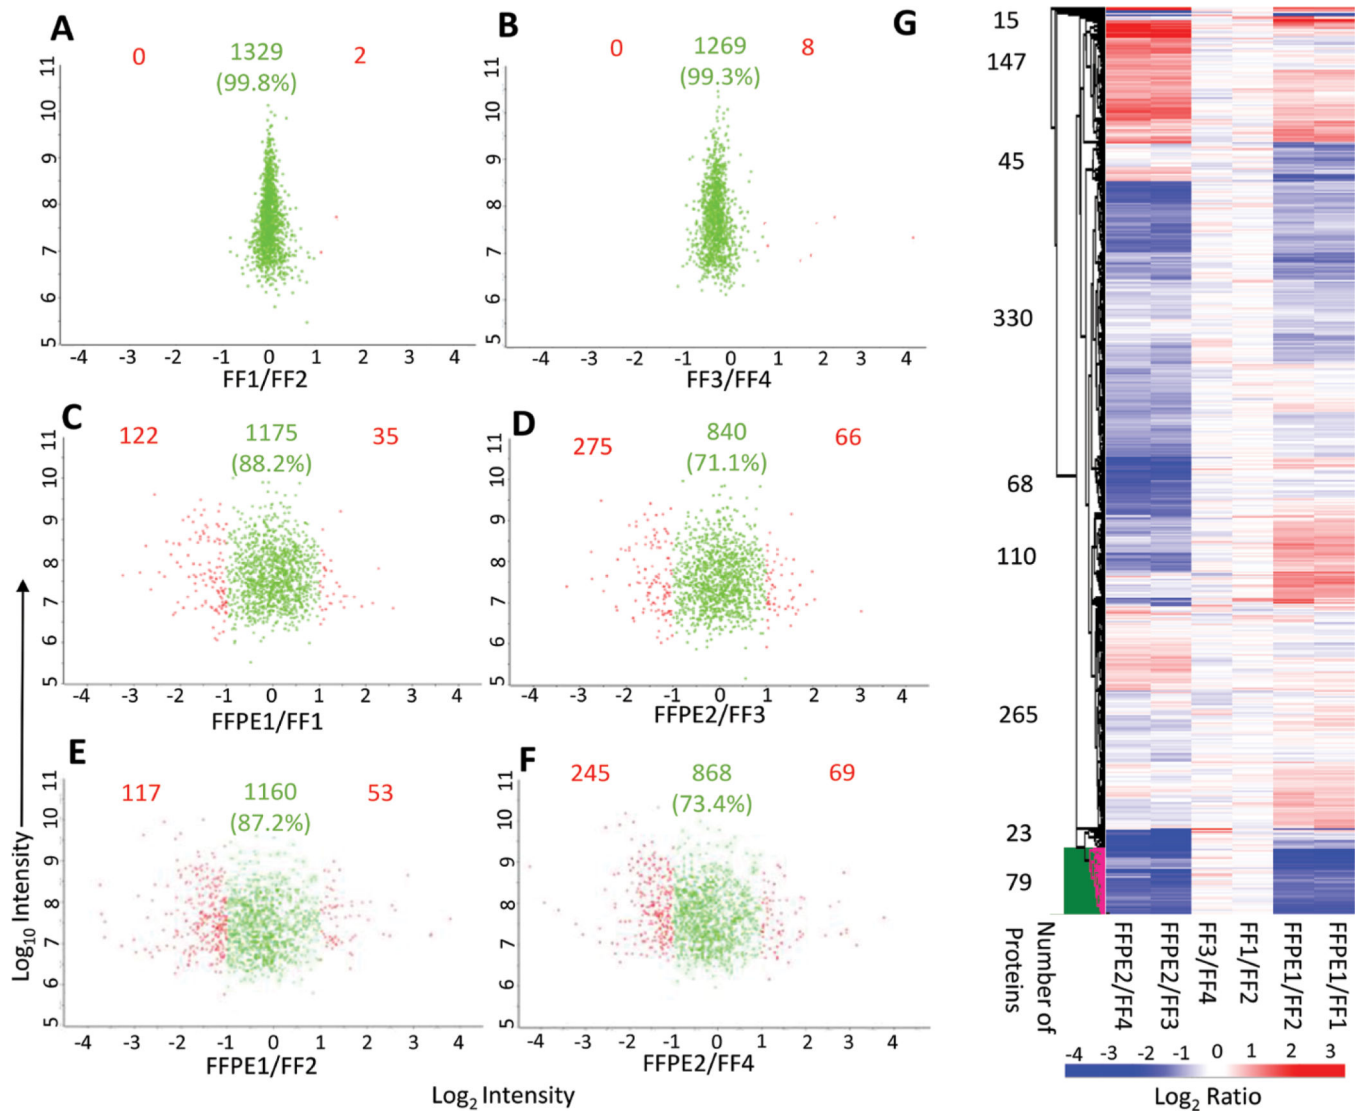 A
0
1329
2
(99.8%)
11
10
9
8
7
6
5
-4 -3 -2 -1 0 1 2 3 4
FF1/FF2
B
0
1269
8
(99.3%)
11
10
9
8
7
6
5
-4 -3 -2 -1 0 1 2 3 4
FF3/FF4
C
122
1175
35
(88.2%)
11
10
9
8
7
6
5
-4 -3 -2 -1 0 1 2 3 4
FFPE1/FF1
D
275
840
66
(71.1%)
11
10
9
8
7
6
5
-4 -3 -2 -1 0 1 2 3 4
FFPE2/FF3
E
117
1160
53
(87.2%)
11
10
9
8
7
6
5
-4 -3 -2 -1 0 1 2 3 4
FFPE1/FF2
F
245
868
69
(73.4%)
11
10
9
8
7
6
5
-4 -3 -2 -1 0 1 2 3 4
FFPE2/FF4
Log10 Intensity
Log2 Intensity
G
15
147
45
330
68
110
265
23
79
Number of
Proteins
FFPE2/FF4
FFPE2/FF3
FF3/FF4
FF1/FF2
FFPE1/FF2
FFPE1/FF1
-4 -3 -2 -1 0 1 2 3
Log2 Ratio